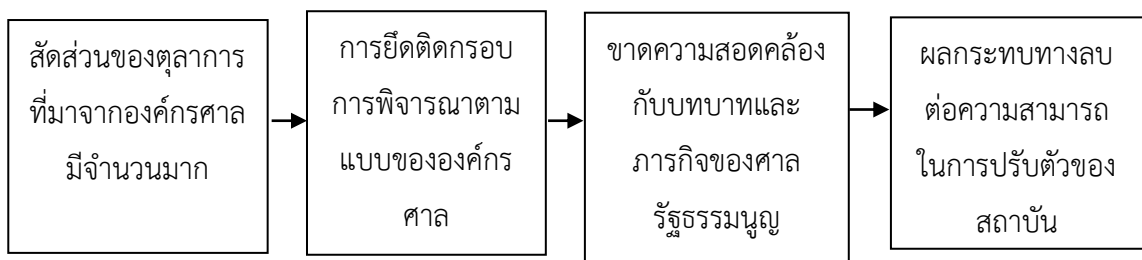 สัดส่วนของตุลาการ
ที่มาจากองค์กรศาล
มีจำนวนมาก
การยึดติดกรอบ
การพิจารณาตาม
แบบขององค์กร
ศาล
ขาดความสอดคล้อง
กับบทบาทและ
ภารกิจของศาล
รัฐธรรมนูญ
ผลกระทบทางลบ
ต่อความสามารถ
ในการปรับตัวของ
สถาบัน